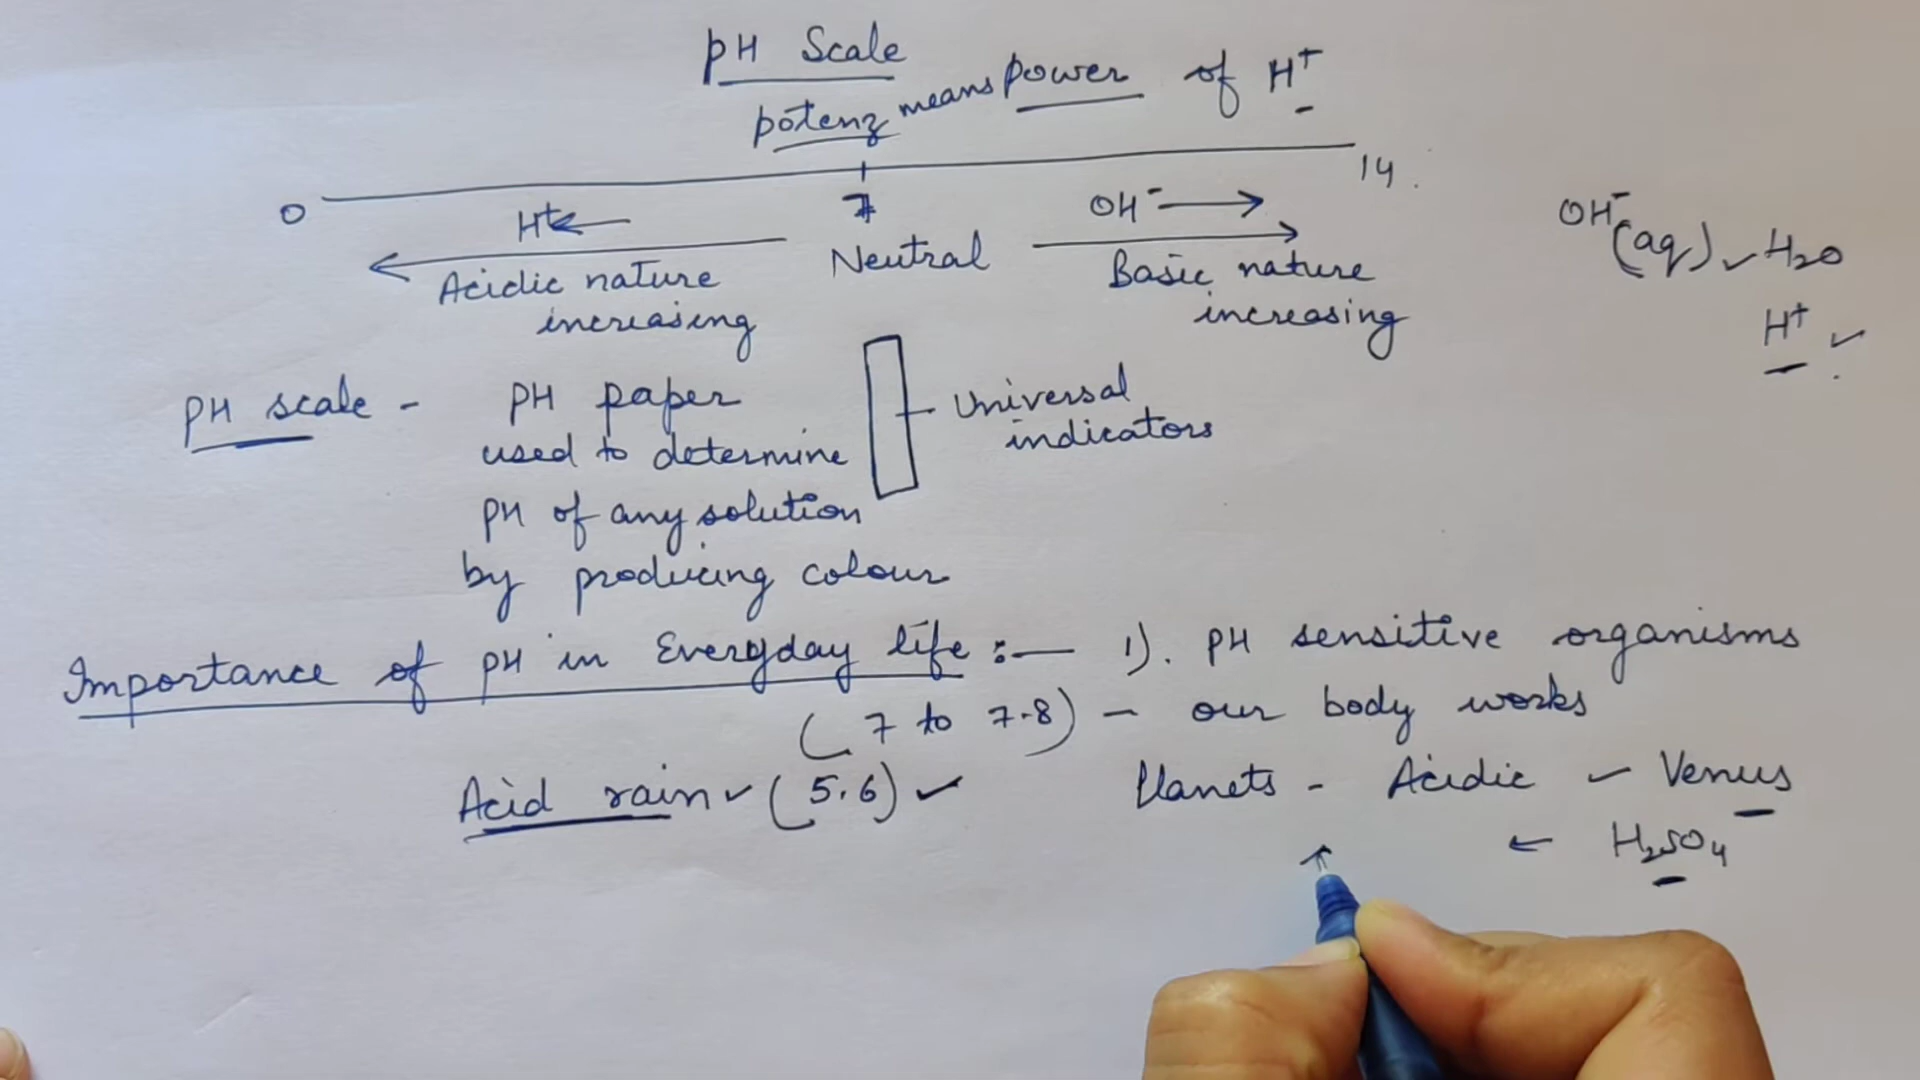 pH Scale
potenz means power of H⁺
0 7 14.
H⁺ ← OH⁻ →
Neutral
Acidic nature
increasing
Basic nature
increasing
OH⁻(aq) ✓ H₂O
H⁺ ✓
PH scale - PH paper
used to determine
PH of any solution
by producing colour
Universal
indicators
Importance of pH in Everyday life :— 1). PH sensitive organisms
(7 to 7.8) - our body works
Acid rain ✓ (5.6) ✓
Planets - Acidic - Venus
← H₂SO₄